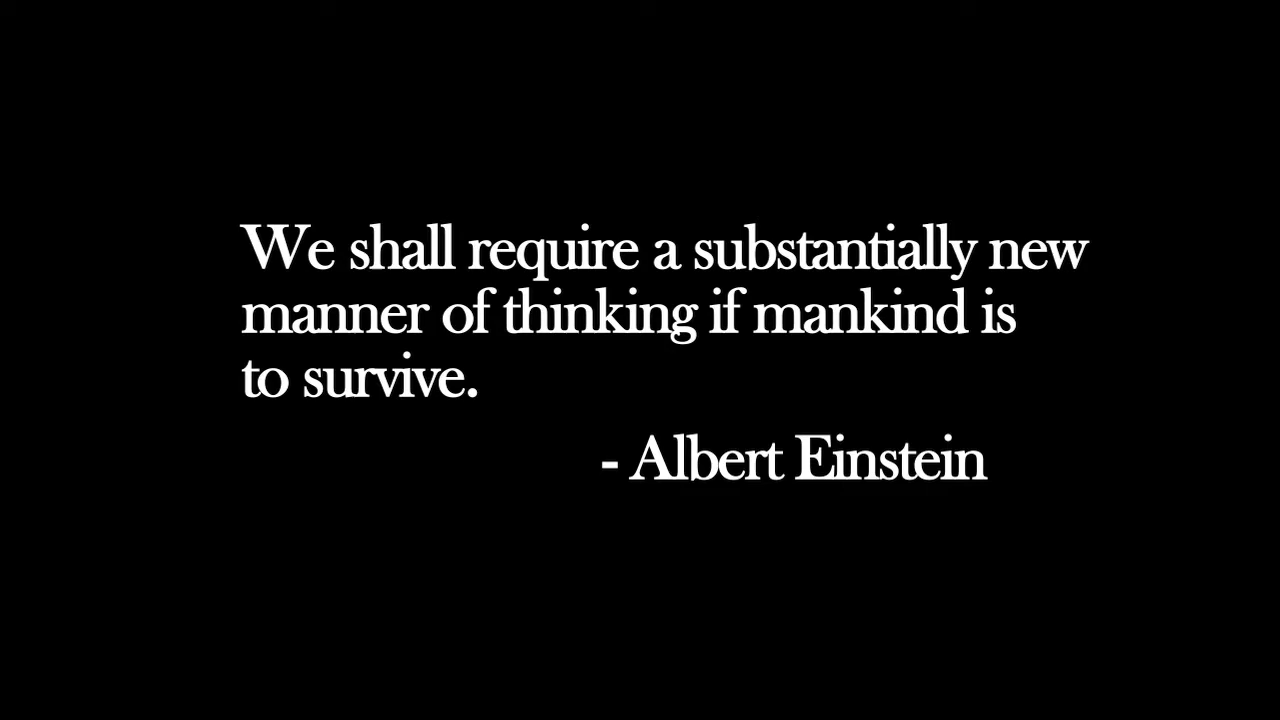 We shall require a substantially new
manner of thinking if mankind is
to survive.
- Albert Einstein